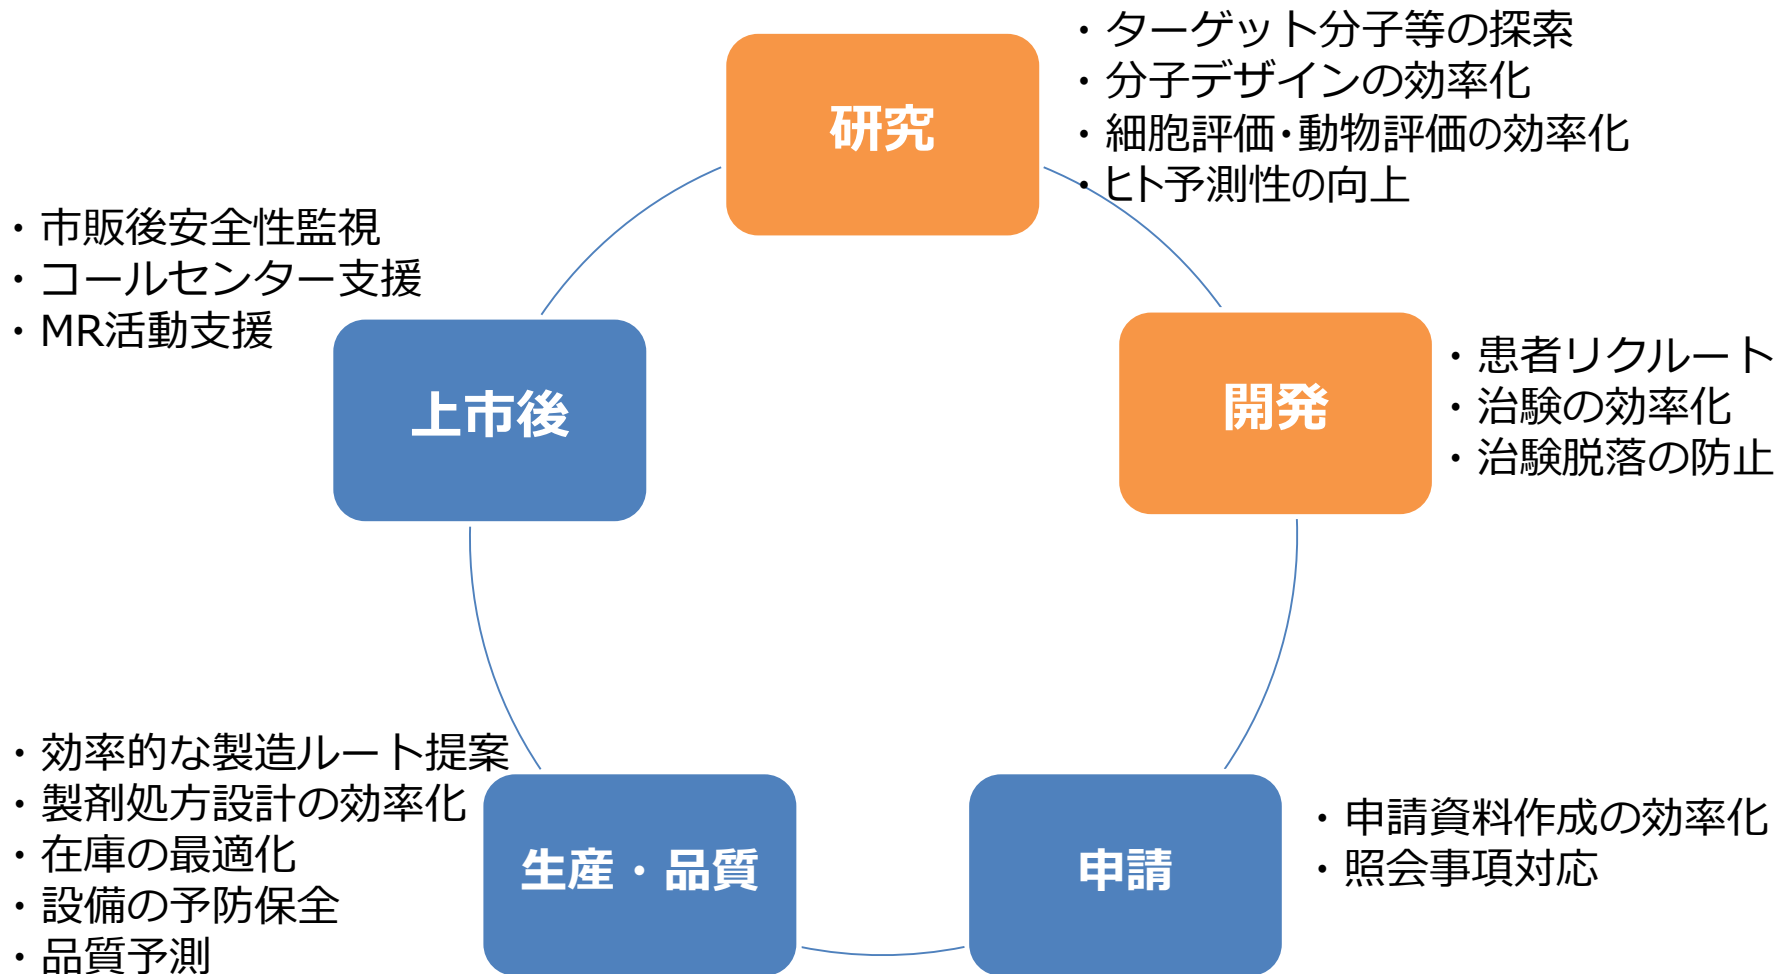 研究
・ターゲット分子等の探索
・分子デザインの効率化
・細胞評価・動物評価の効率化
・ヒト予測性の向上
開発
・患者リクルート
・治験の効率化
・治験脱落の防止
申請
・申請資料作成の効率化
・照会事項対応
生産・品質
・効率的な製造ルート提案
・製剤処方設計の効率化
・在庫の最適化
・設備の予防保全
・品質予測
上市後
・市販後安全性監視
・コールセンター支援
・MR活動支援